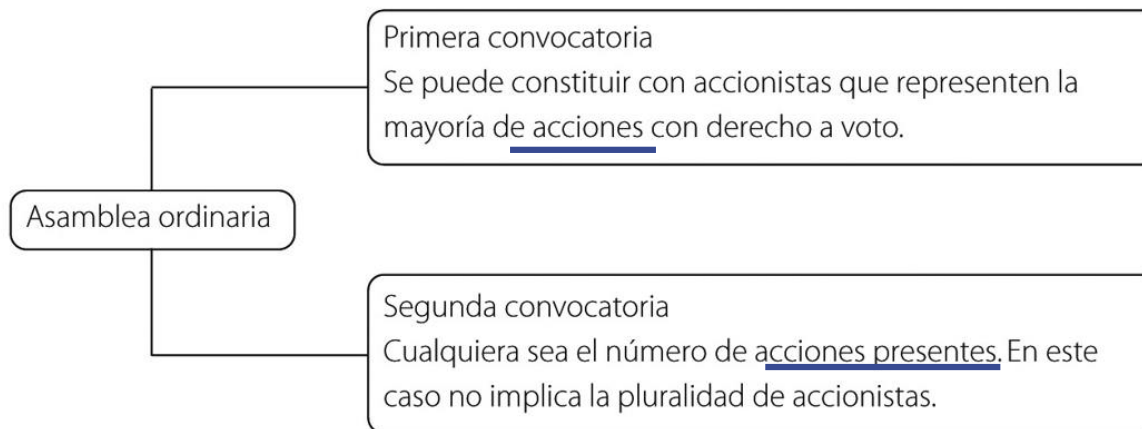 Primera convocatoria
Se puede constituir con accionistas que representen la
mayoría de acciones con derecho a voto.
Asamblea ordinaria
Segunda convocatoria
Cualquiera sea el número de acciones presentes. En este
caso no implica la pluralidad de accionistas.